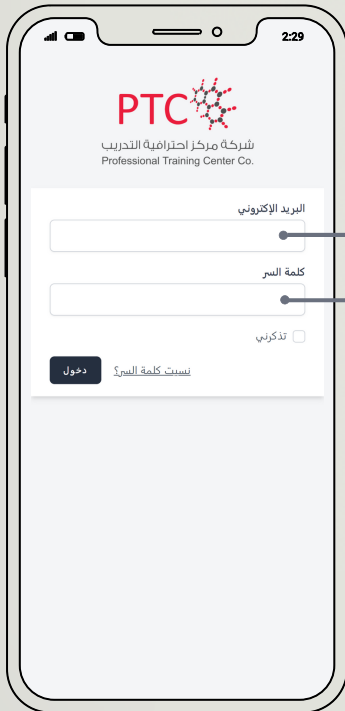 2:29
PTC
شركة مركز احترافية التدريب
Professional Training Center Co.
البريد الإكتروني
كلمة السر
تذكرني
نسيت كلمة السر؟ دخول